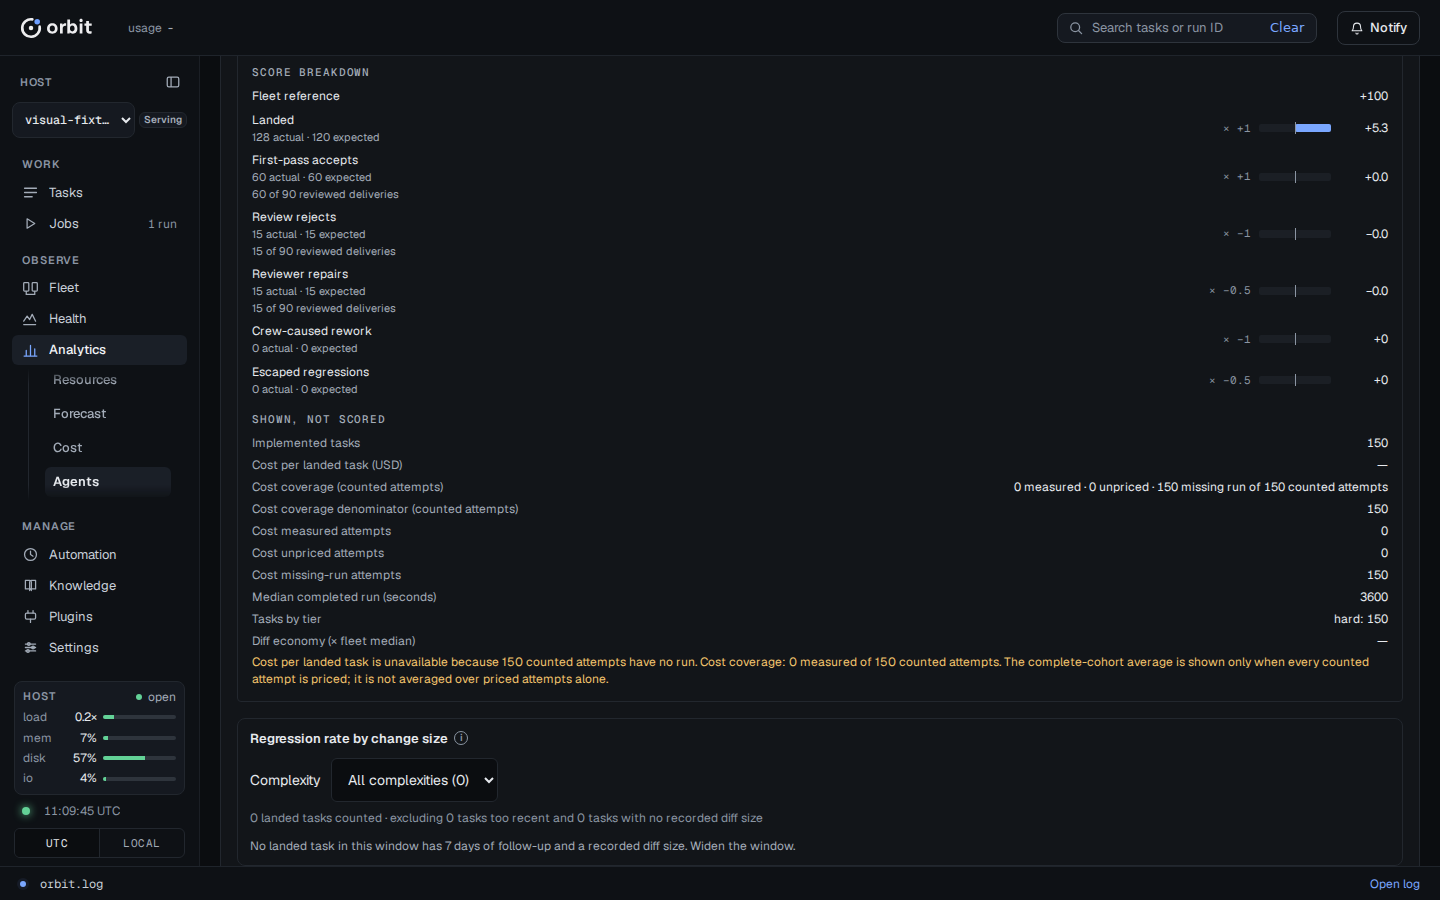 orbit
usage -
Search tasks or run ID
Clear
Notify
HOST
visual-fixt…
Serving
WORK
Tasks
Jobs
1 run
OBSERVE
Fleet
Health
Analytics
Resources
Forecast
Cost
Agents
MANAGE
Automation
Knowledge
Plugins
Settings
HOST
open
load 0.2×
mem 7%
disk 57%
io 4%
11:09:45 UTC
UTC
LOCAL
SCORE BREAKDOWN
Fleet reference +100
Landed
128 actual · 120 expected
× +1 +5.3
First-pass accepts
60 actual · 60 expected
60 of 90 reviewed deliveries
× +1 +0.0
Review rejects
15 actual · 15 expected
15 of 90 reviewed deliveries
× −1 −0.0
Reviewer repairs
15 actual · 15 expected
15 of 90 reviewed deliveries
× −0.5 −0.0
Crew-caused rework
0 actual · 0 expected
× −1 +0
Escaped regressions
0 actual · 0 expected
× −0.5 +0
SHOWN, NOT SCORED
Implemented tasks 150
Cost per landed task (USD) —
Cost coverage (counted attempts) 0 measured · 0 unpriced · 150 missing run of 150 counted attempts
Cost coverage denominator (counted attempts) 150
Cost measured attempts 0
Cost unpriced attempts 0
Cost missing-run attempts 150
Median completed run (seconds) 3600
Tasks by tier hard: 150
Diff economy (× fleet median) —
Cost per landed task is unavailable because 150 counted attempts have no run. Cost coverage: 0 measured of 150 counted attempts. The complete-cohort average is shown only when every counted
attempt is priced; it is not averaged over priced attempts alone.
Regression rate by change size
Complexity
All complexities (0)
0 landed tasks counted · excluding 0 tasks too recent and 0 tasks with no recorded diff size
No landed task in this window has 7 days of follow-up and a recorded diff size. Widen the window.
orbit.log
Open log